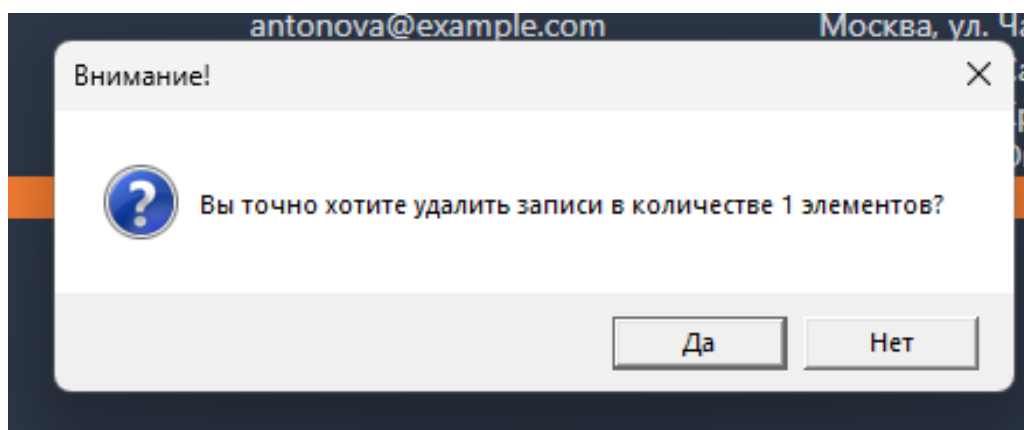 antonova@example.com Москва, ул.
Внимание!
Вы точно хотите удалить записи в количестве 1 элементов?
Да Нет